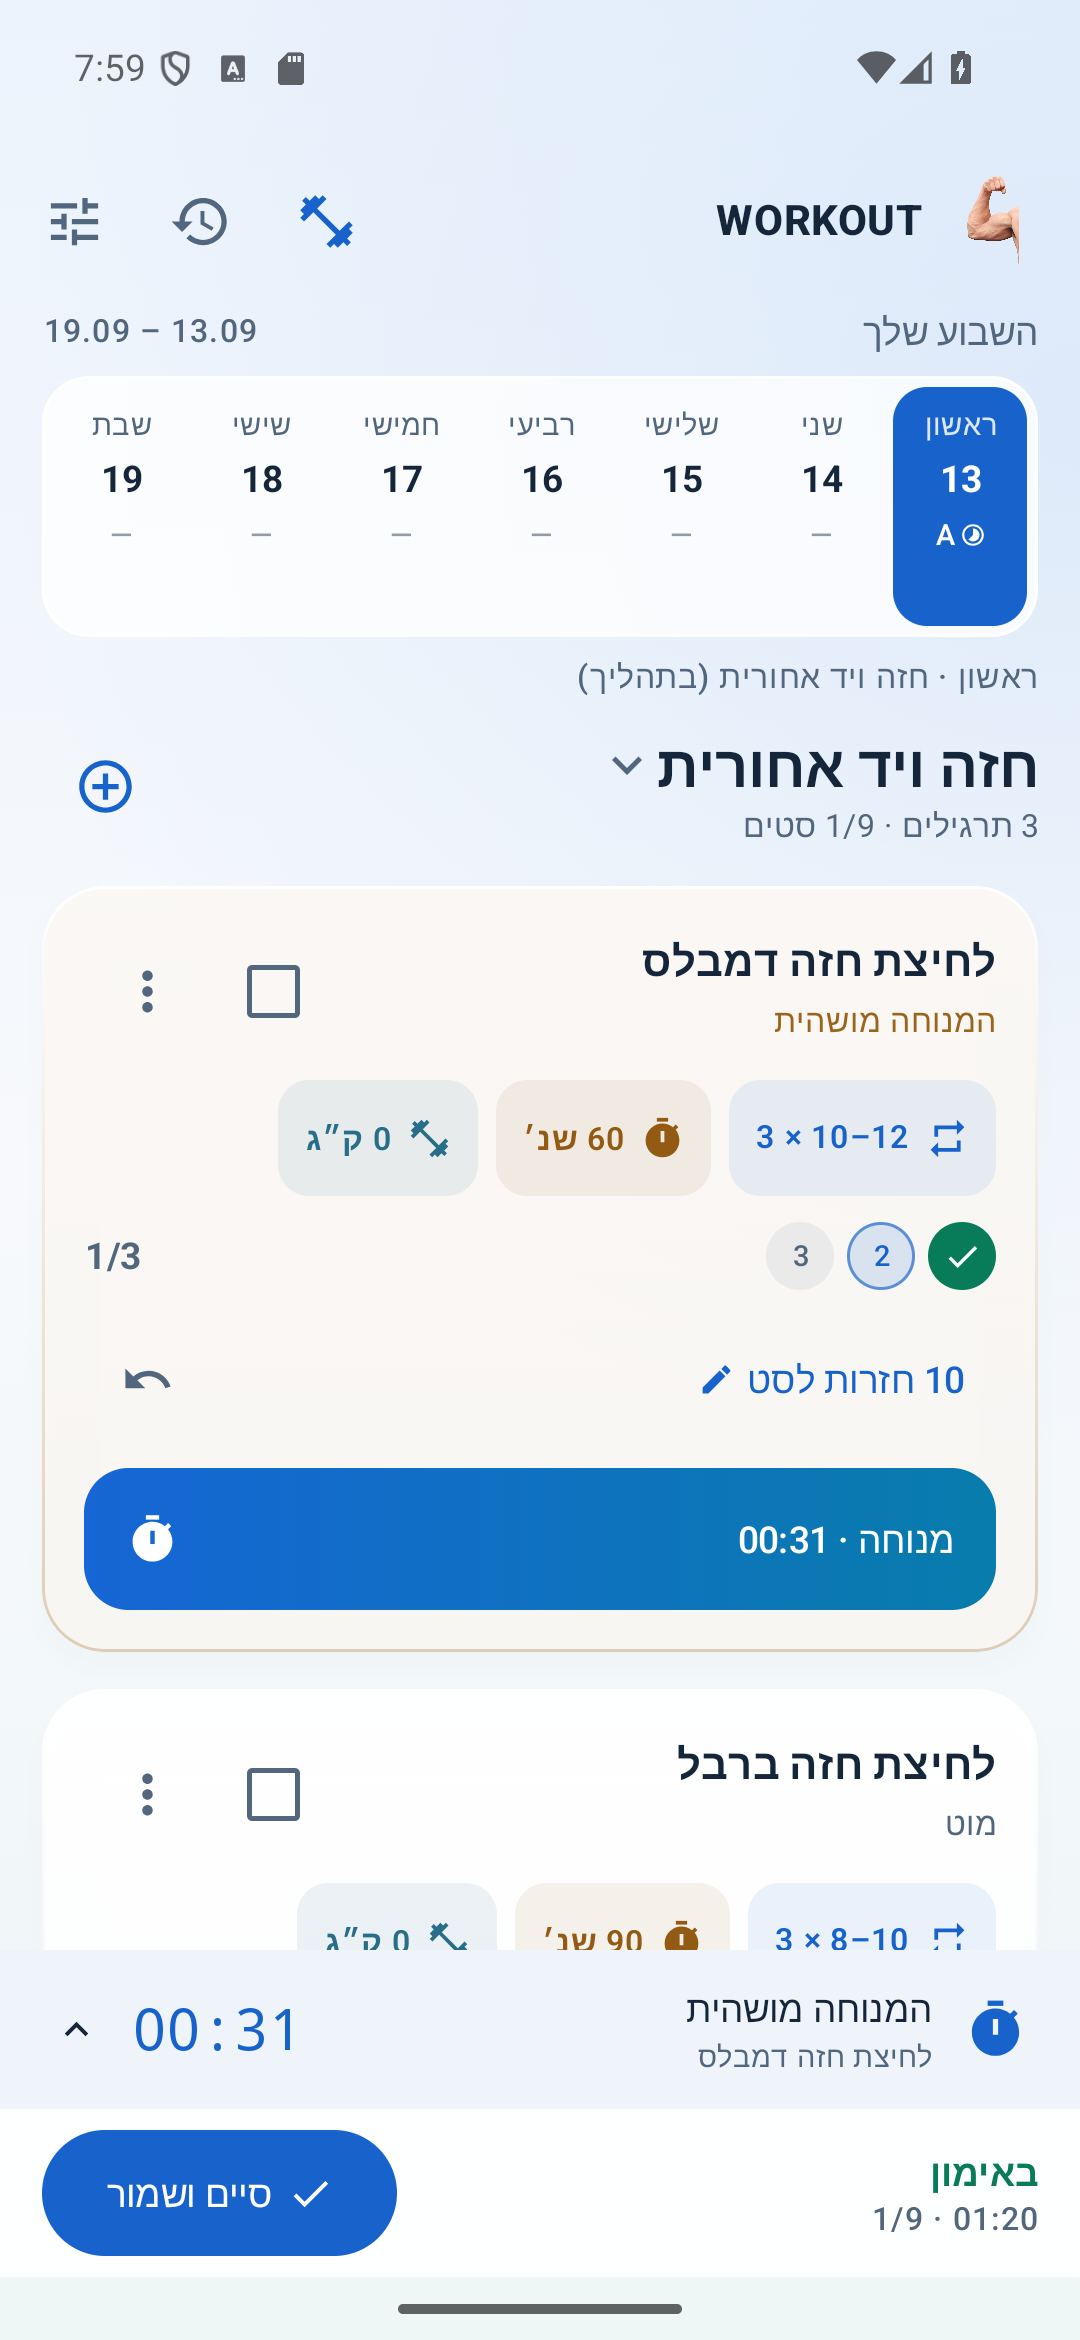 7:59
WORKOUT
השבוע שלך
13.09 – 19.09
ראשון
13
A
שני
14
–
שלישי
15
–
רביעי
16
–
חמישי
17
–
שישי
18
–
שבת
19
–
ראשון · חזה ויד אחורית (בתהליך)
חזה ויד אחורית
3 תרגילים · 1/9 סטים
לחיצת חזה דמבלס
המנוחה מושהית
3 × 10–12
60 שנ׳
0 ק״ג
2
3
1/3
10 חזרות לסט
מנוחה · 00:31
לחיצת חזה ברבל
מוט
3 × 8–10
90 שנ׳
0 ק״ג
המנוחה מושהית
לחיצת חזה דמבלס
00:31
באימון
01:20 · 1/9
סיים ושמור